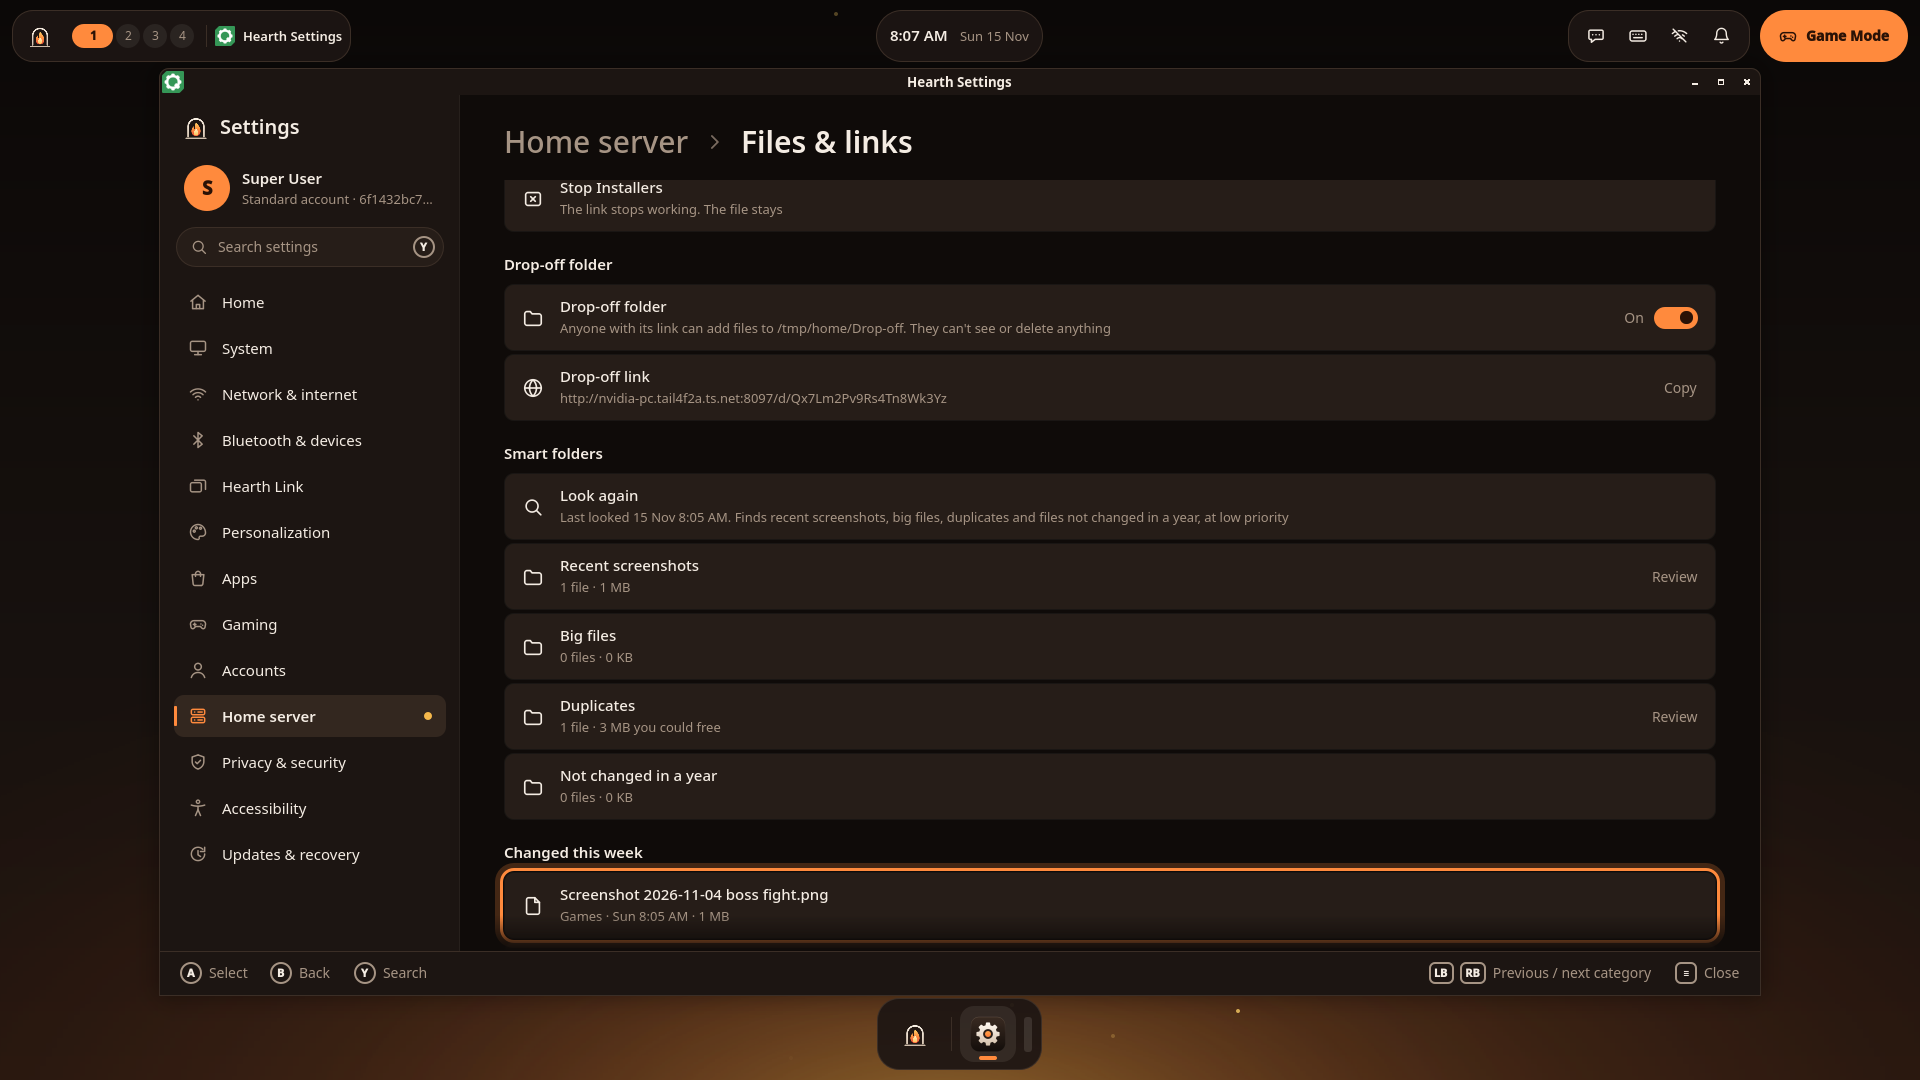 1
2
3
4
Hearth Settings
8:07 AM Sun 15 Nov
Game Mode
Hearth Settings
Settings
S
Super User
Standard account · 6f1432bc7...
Search settings
Y
Home
System
Network & internet
Bluetooth & devices
Hearth Link
Personalization
Apps
Gaming
Accounts
Home server
Privacy & security
Accessibility
Updates & recovery
Home server > Files & links
Stop Installers
The link stops working. The file stays
Drop-off folder
Drop-off folder
Anyone with its link can add files to /tmp/home/Drop-off. They can't see or delete anything
On
Drop-off link
http://nvidia-pc.tail4f2a.ts.net:8097/d/Qx7Lm2Pv9Rs4Tn8Wk3Yz
Copy
Smart folders
Look again
Last looked 15 Nov 8:05 AM. Finds recent screenshots, big files, duplicates and files not changed in a year, at low priority
Recent screenshots
1 file · 1 MB
Review
Big files
0 files · 0 KB
Duplicates
1 file · 3 MB you could free
Review
Not changed in a year
0 files · 0 KB
Changed this week
Screenshot 2026-11-04 boss fight.png
Games · Sun 8:05 AM · 1 MB
A Select
B Back
Y Search
LB RB Previous / next category
≡ Close